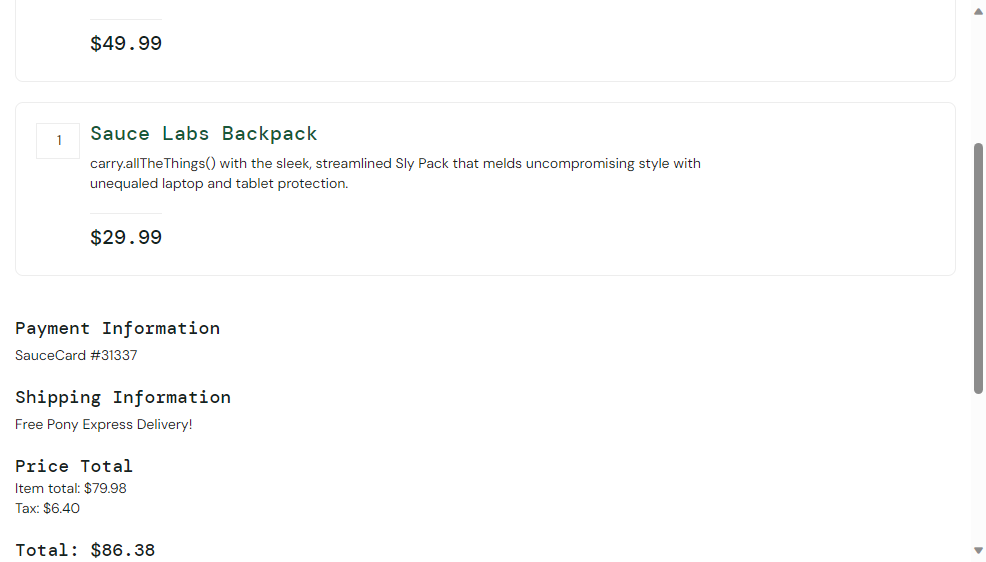 $49.99
1
Sauce Labs Backpack
carry.allTheThings() with the sleek, streamlined Sly Pack that melds uncompromising style with
unequaled laptop and tablet protection.
$29.99
Payment Information
SauceCard #31337
Shipping Information
Free Pony Express Delivery!
Price Total
Item total: $79.98
Tax: $6.40
Total: $86.38